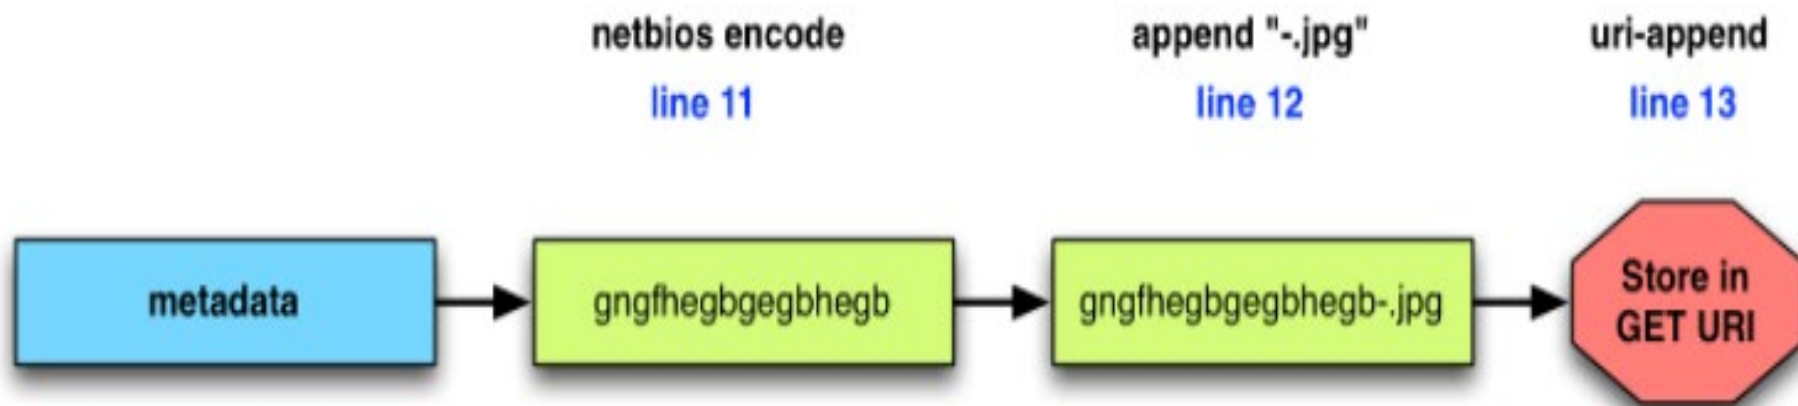 netbios encode
append "-.jpg"
uri-append
line 11
line 12
line 13
metadata
gngfhegbgegbhegb
gngfhegbgegbhegb-.jpg
Store in
GET URI